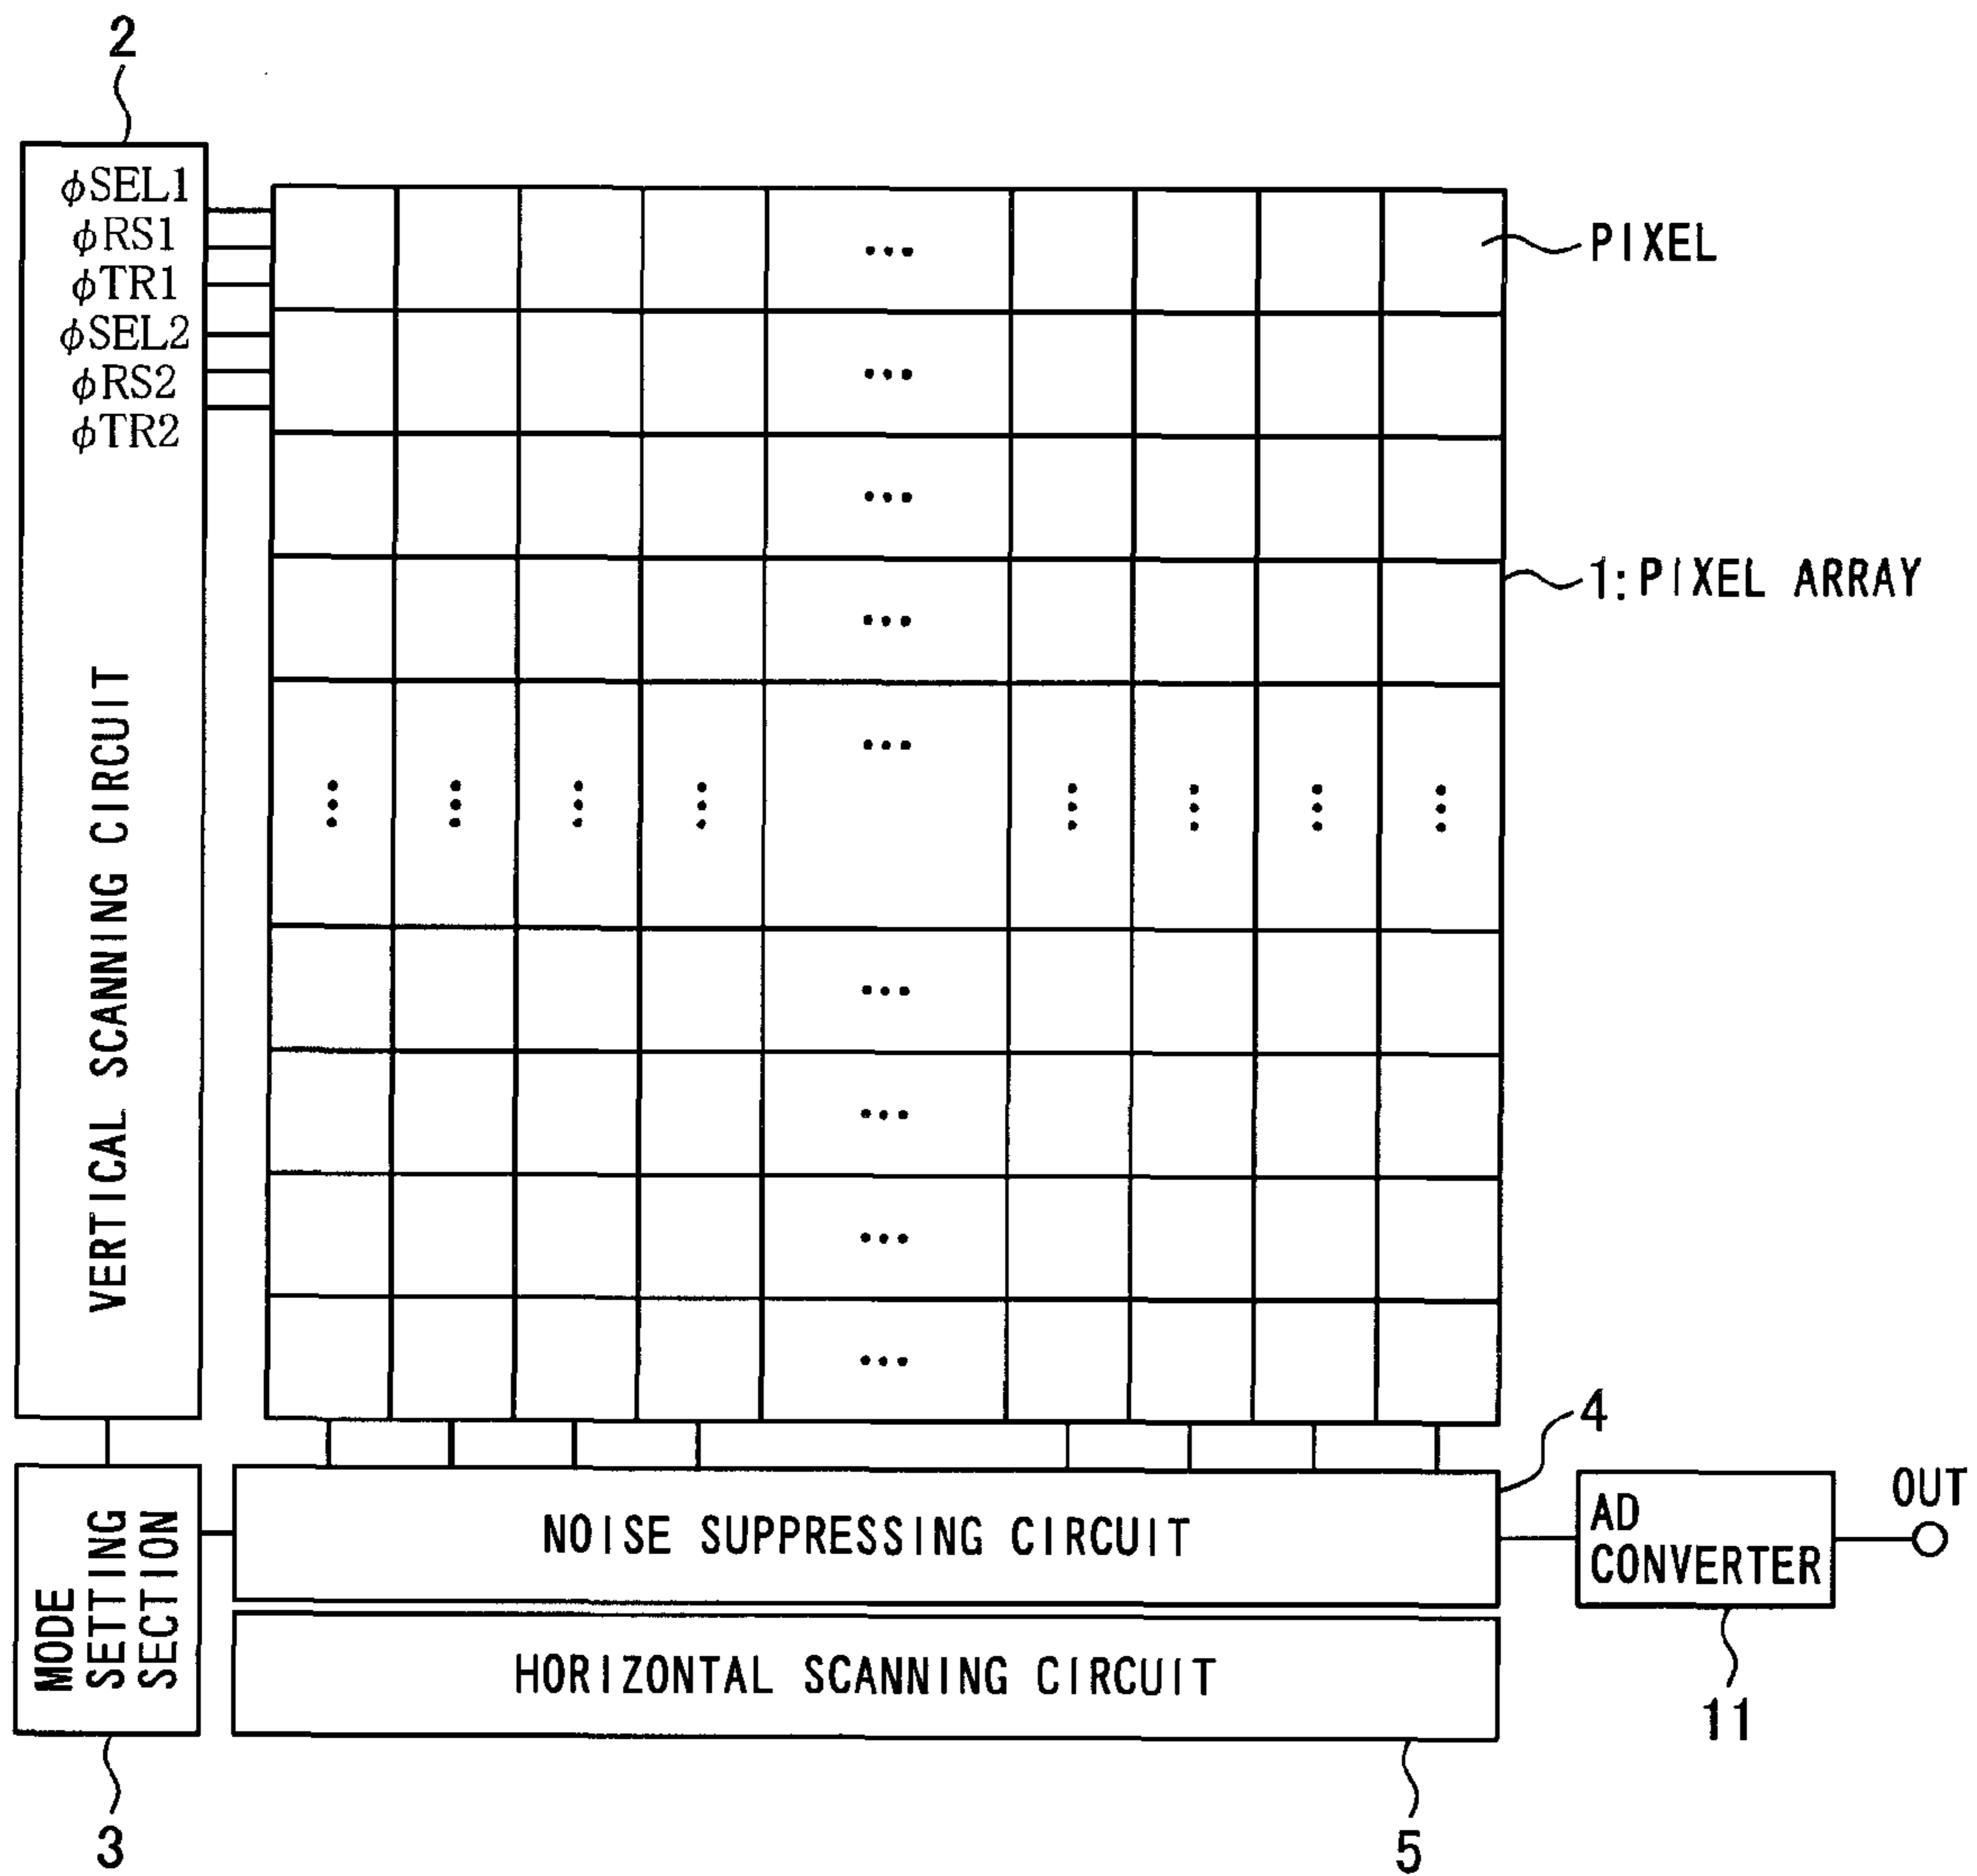 2
φSEL1
φRS1
φTR1
φSEL2
φRS2
φTR2
VERTICAL SCANNING CIRCUIT
PIXEL
1: PIXEL ARRAY
4
NOISE SUPPRESSING CIRCUIT
AD
CONVERTER
OUT
MODE
SETTING
SECTION
HORIZONTAL SCANNING CIRCUIT
11
3
5